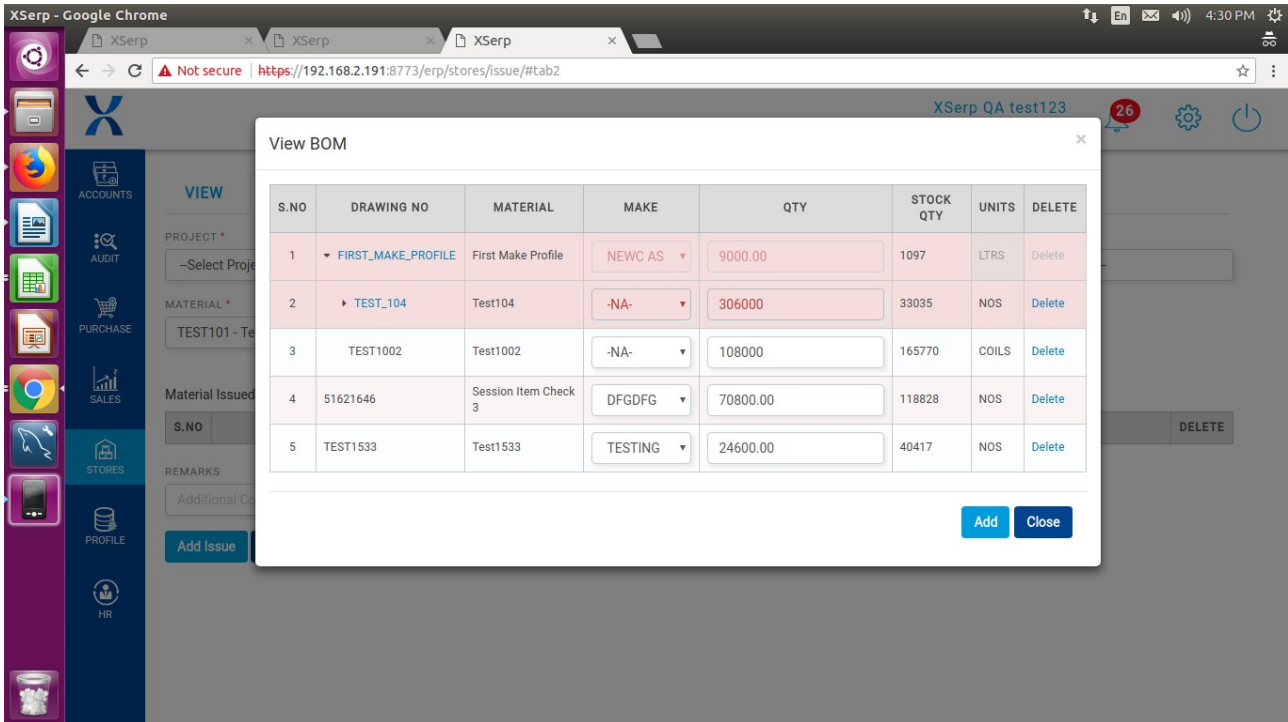 XSerp - Google Chrome
En 4:30 PM
XSerp × XSerp × XSerp ×
Not secure | https://192.168.2.191:8773/erp/stores/issue/#tab2
XSerp QA test123 26
View BOM ×
ACCOUNTS
AUDIT
PURCHASE
SALES
STORES
PROFILE
HR
VIEW
PROJECT *
--Select Proje
MATERIAL *
TEST101 - Te
Material Issued
S.NO DELETE
REMARKS
Additional Co
Add Issue
S.NO DRAWING NO MATERIAL MAKE QTY STOCK QTY UNITS DELETE
1 FIRST_MAKE_PROFILE First Make Profile NEWC AS 9000.00 1097 LTRS Delete
2 TEST_104 Test104 -NA- 306000 33035 NOS Delete
3 TEST1002 Test1002 -NA- 108000 165770 COILS Delete
4 51621646 Session Item Check 3 DFGDFG 70800.00 118828 NOS Delete
5 TEST1533 Test1533 TESTING 24600.00 40417 NOS Delete
Add Close